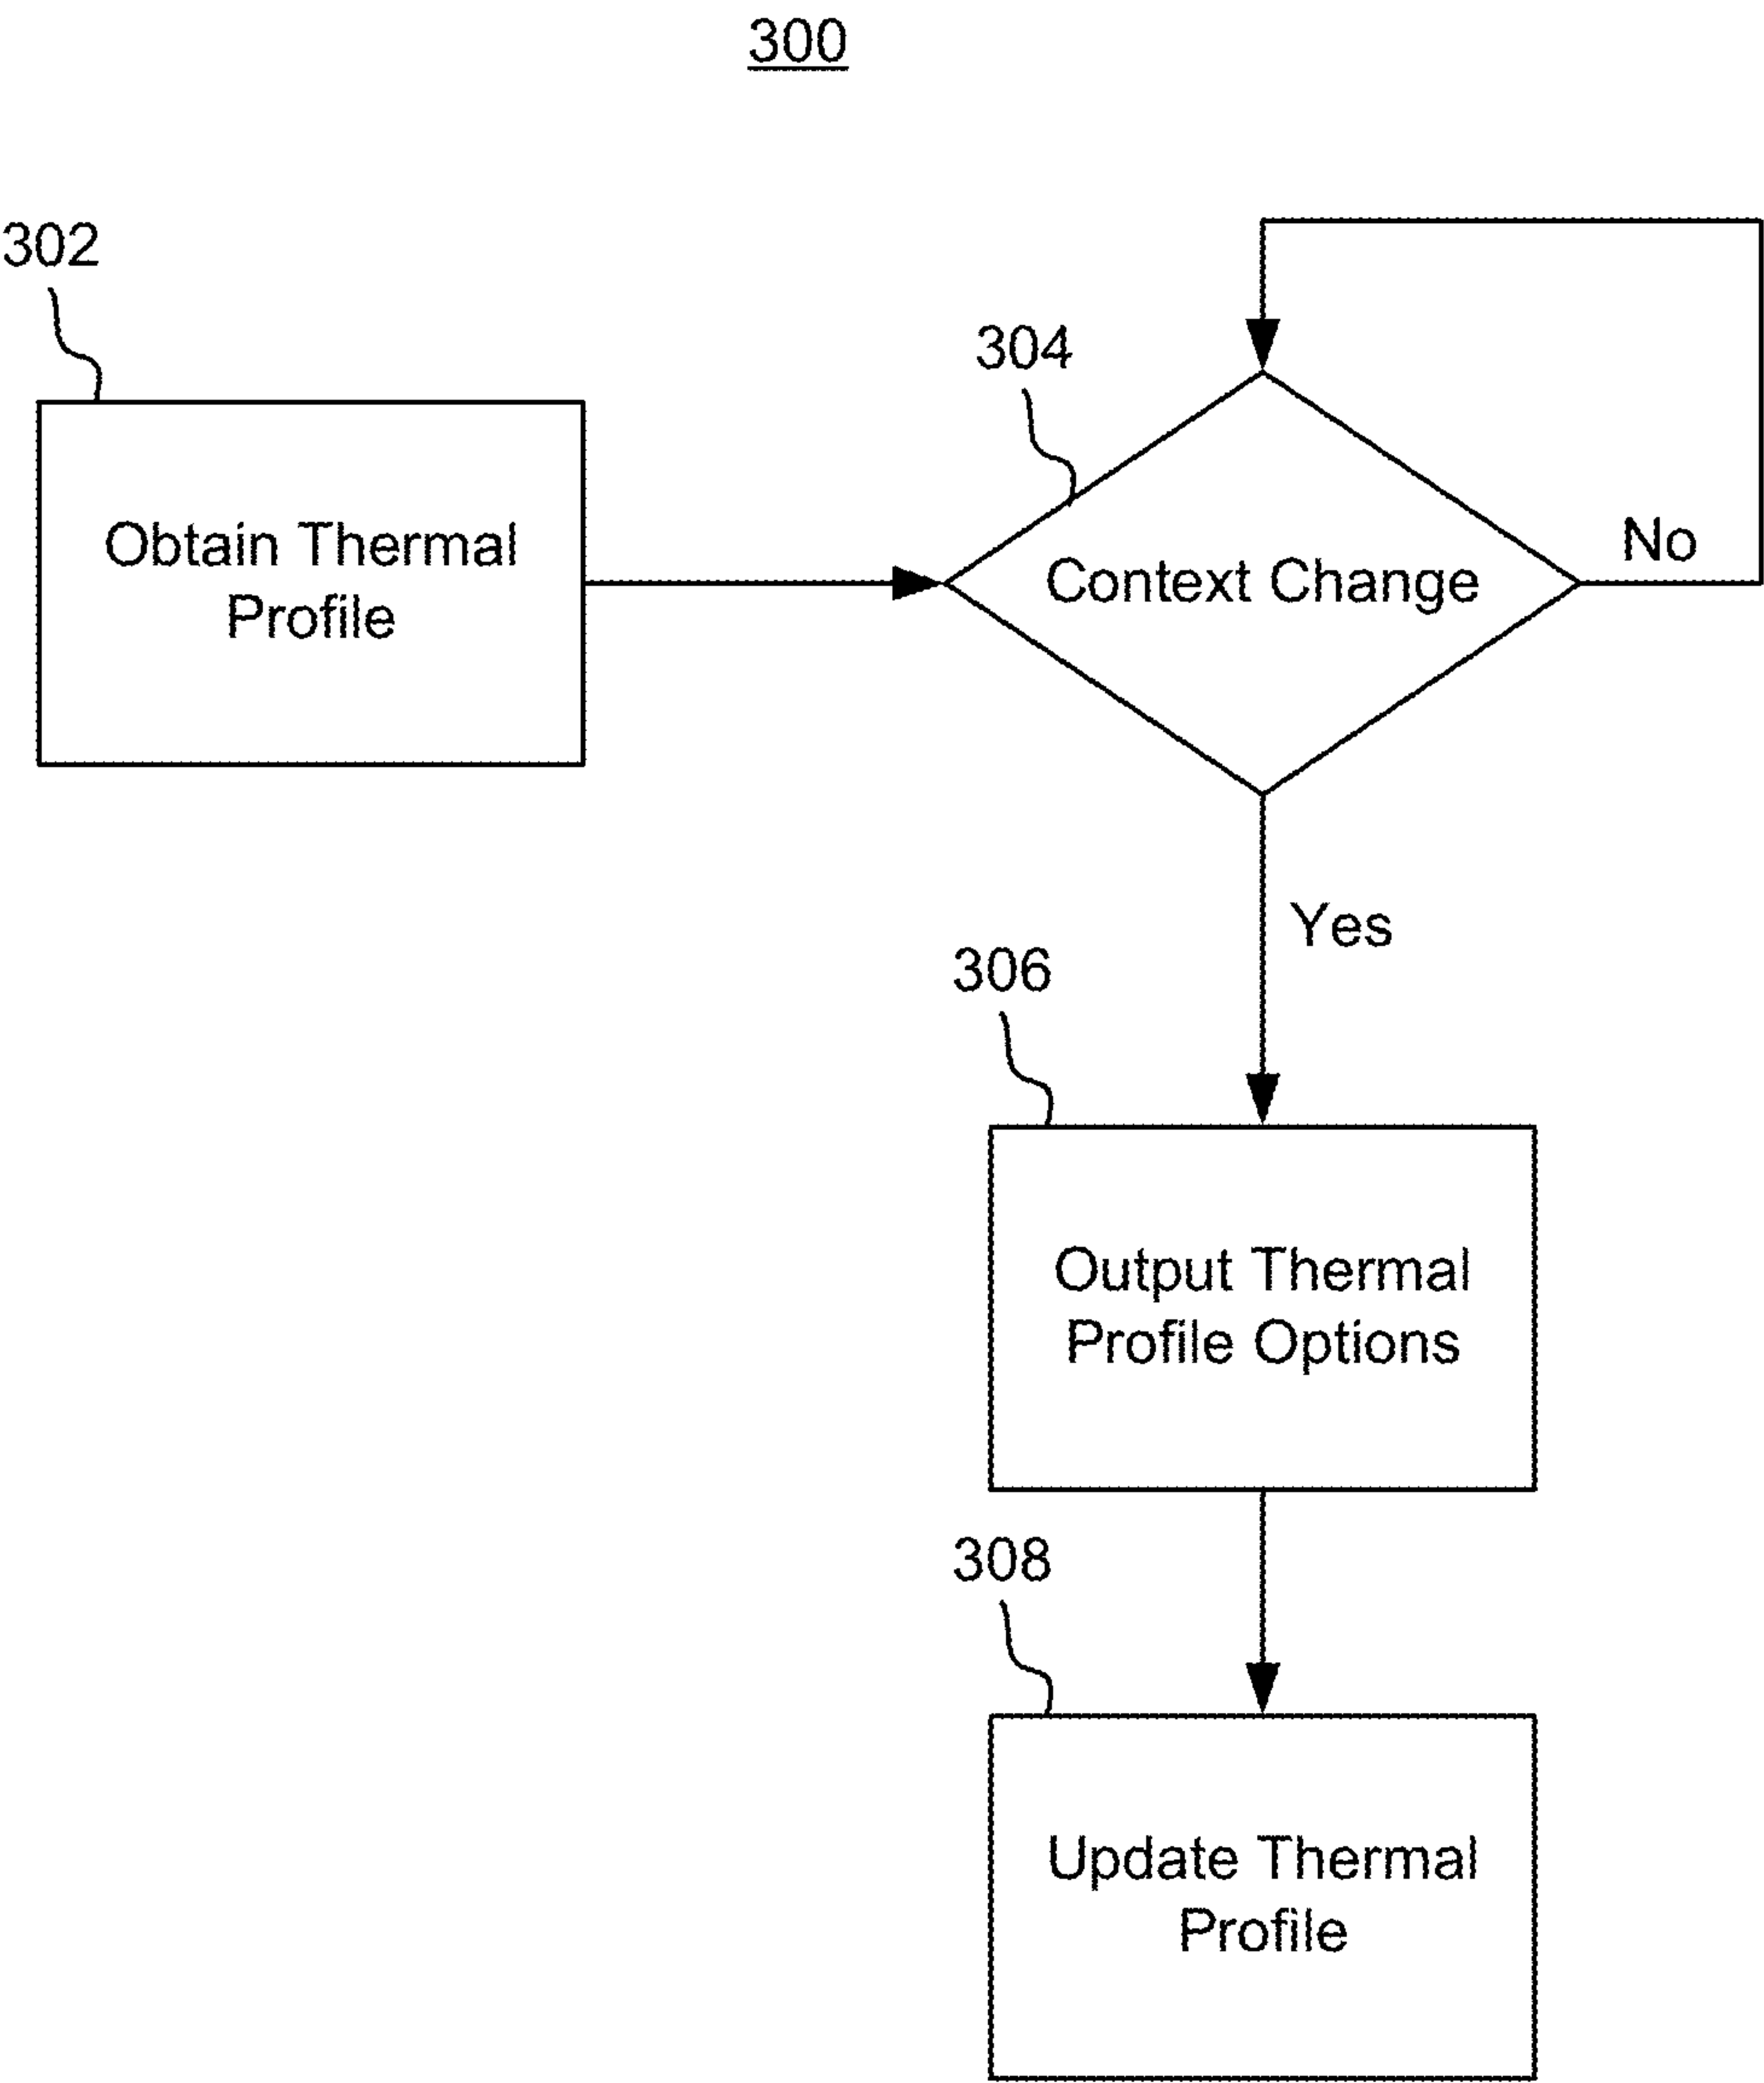 300
302
Obtain Thermal
Profile
304
Context Change
No
Yes
306
Output Thermal
Profile Options
308
Update Thermal
Profile